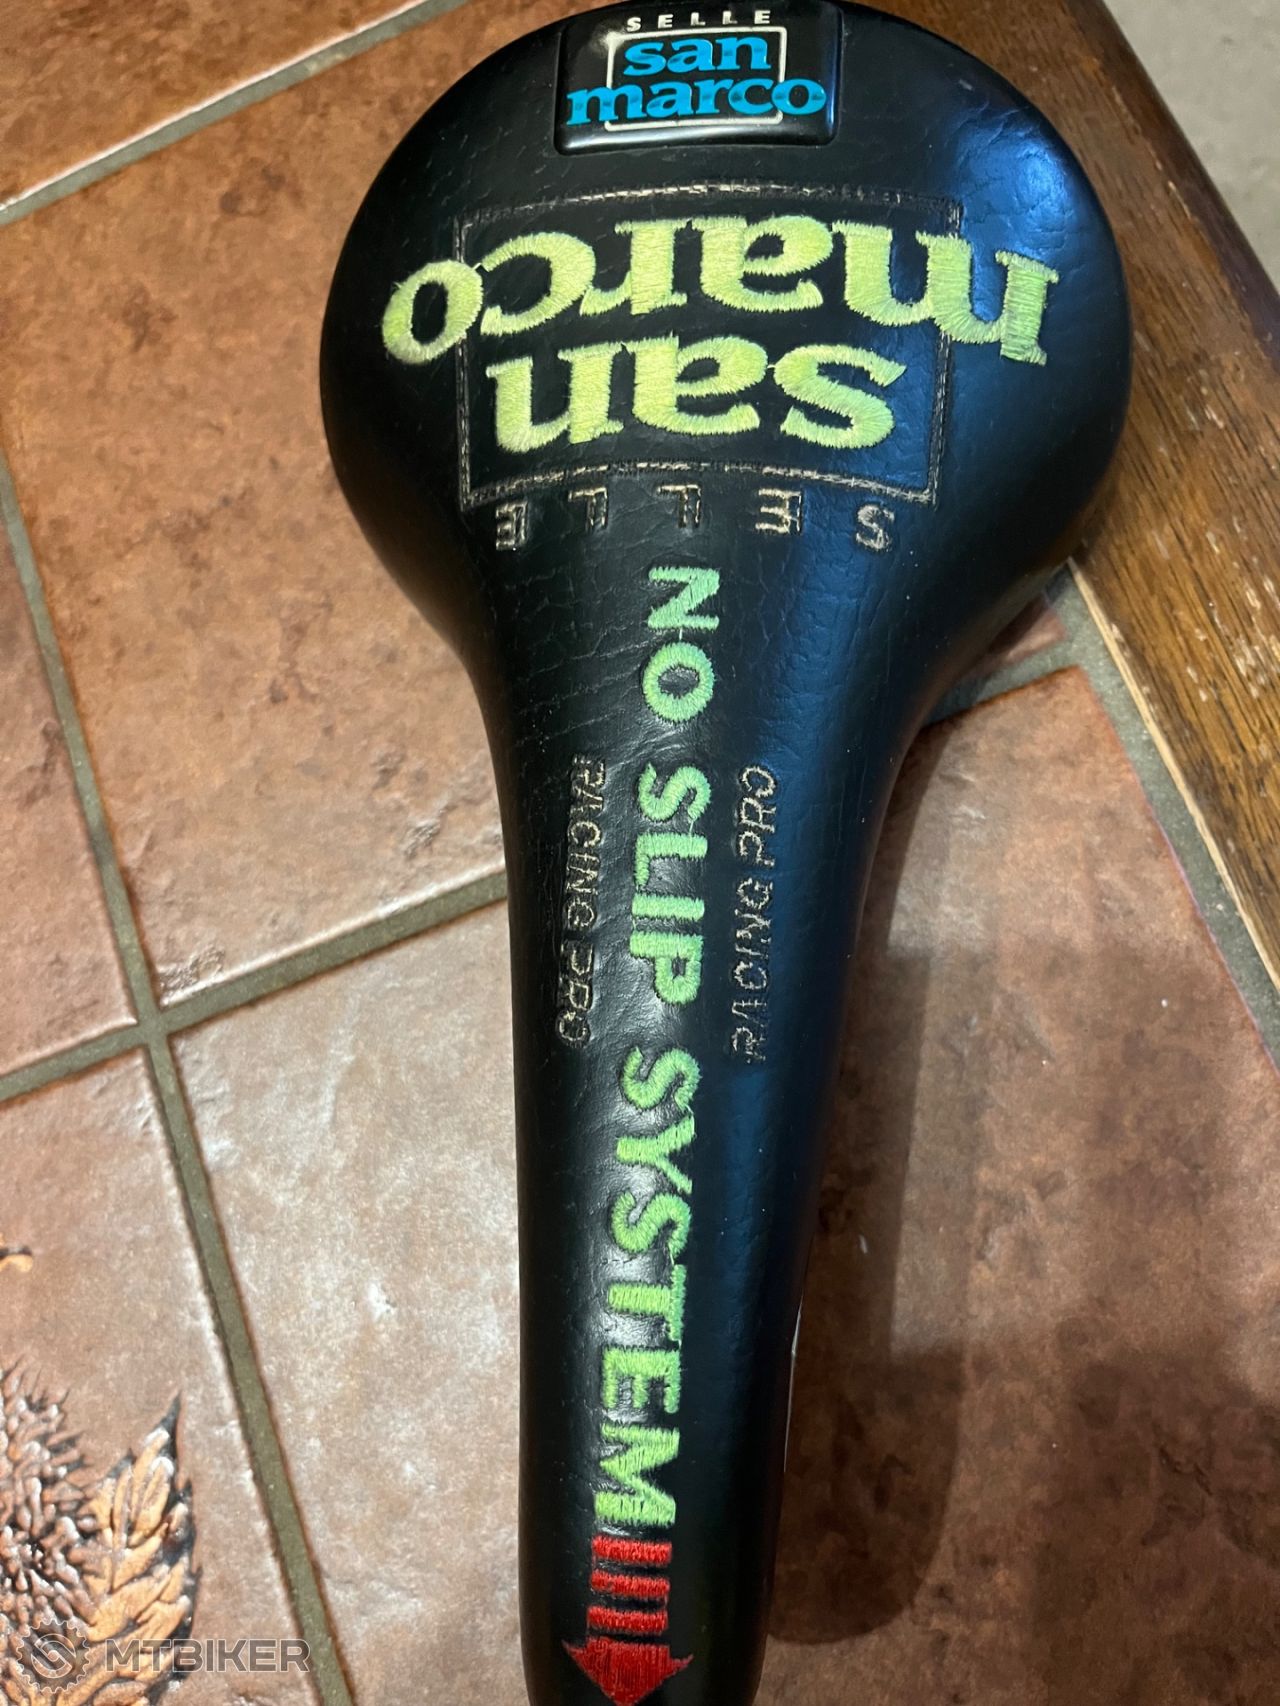 SELLE
san
marco
SELLE
san
marco
NO SLIP SYSTEM
RACING PRO
RACING PRO
MTBIKER